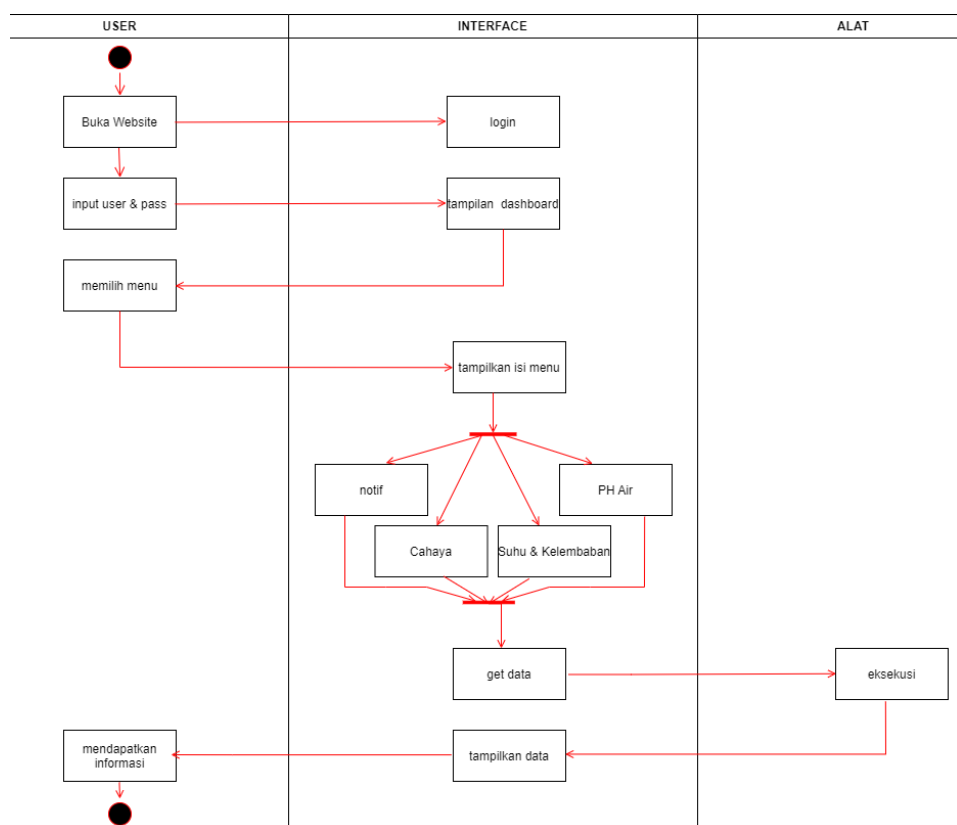 USER
INTERFACE
ALAT
Buka Website
login
input user & pass
tampilan dashboard
memilih menu
tampilkan isi menu
notif
PH Air
Cahaya
Suhu & Kelembaban
get data
eksekusi
mendapatkan
informasi
tampilkan data